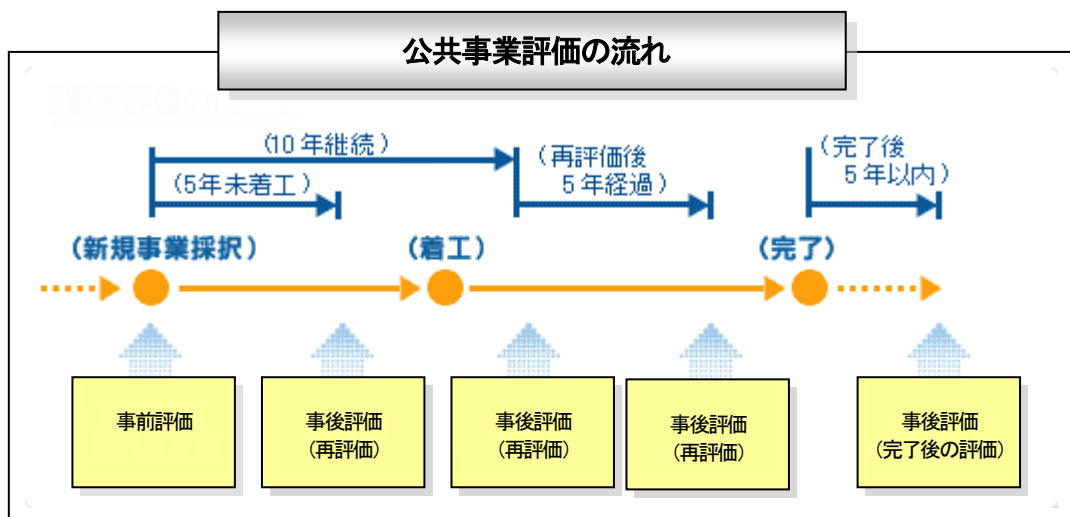 公共事業評価の流れ
(10年継続)
(再評価後
5年経過)
(完了後
5年以内)
(5年未着工)
(新規事業採択)
(着工)
(完了)
事前評価
事後評価
(再評価)
事後評価
(再評価)
事後評価
(再評価)
事後評価
(完了後の評価)